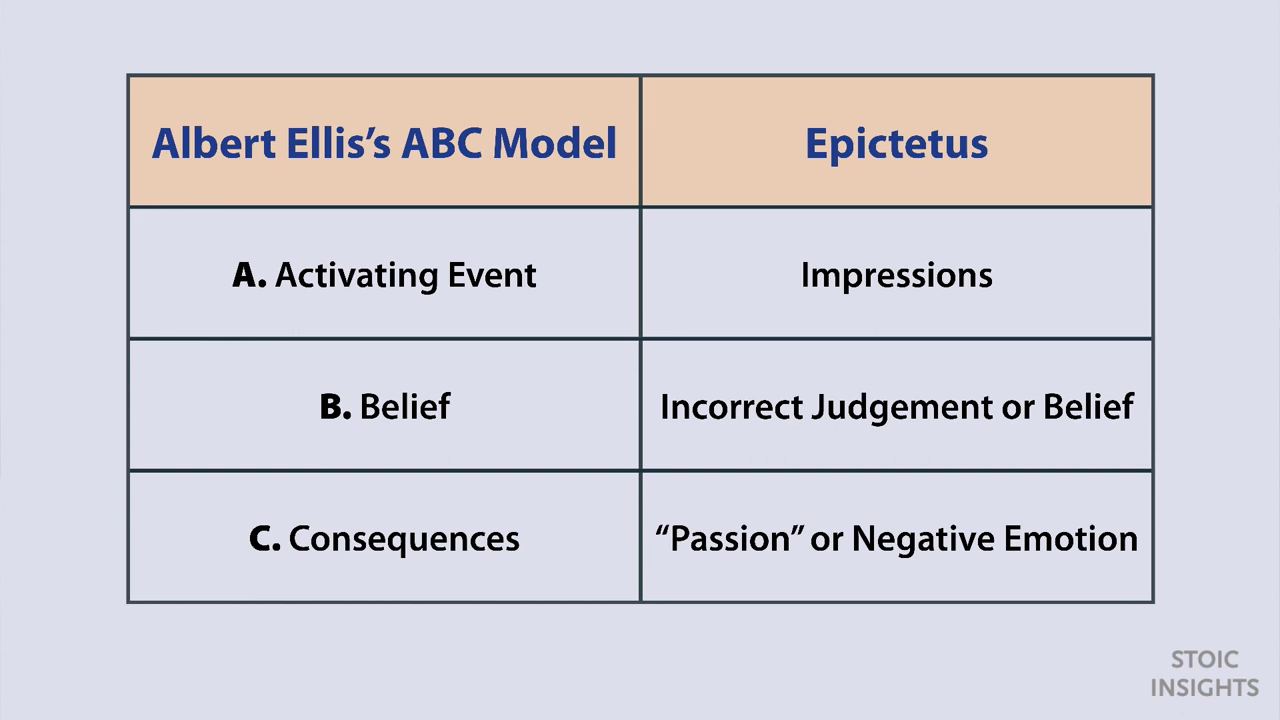 Albert Ellis’s ABC Model
Epictetus
A. Activating Event
Impressions
B. Belief
Incorrect Judgement or Belief
C. Consequences
“Passion” or Negative Emotion
STOIC
INSIGHTS